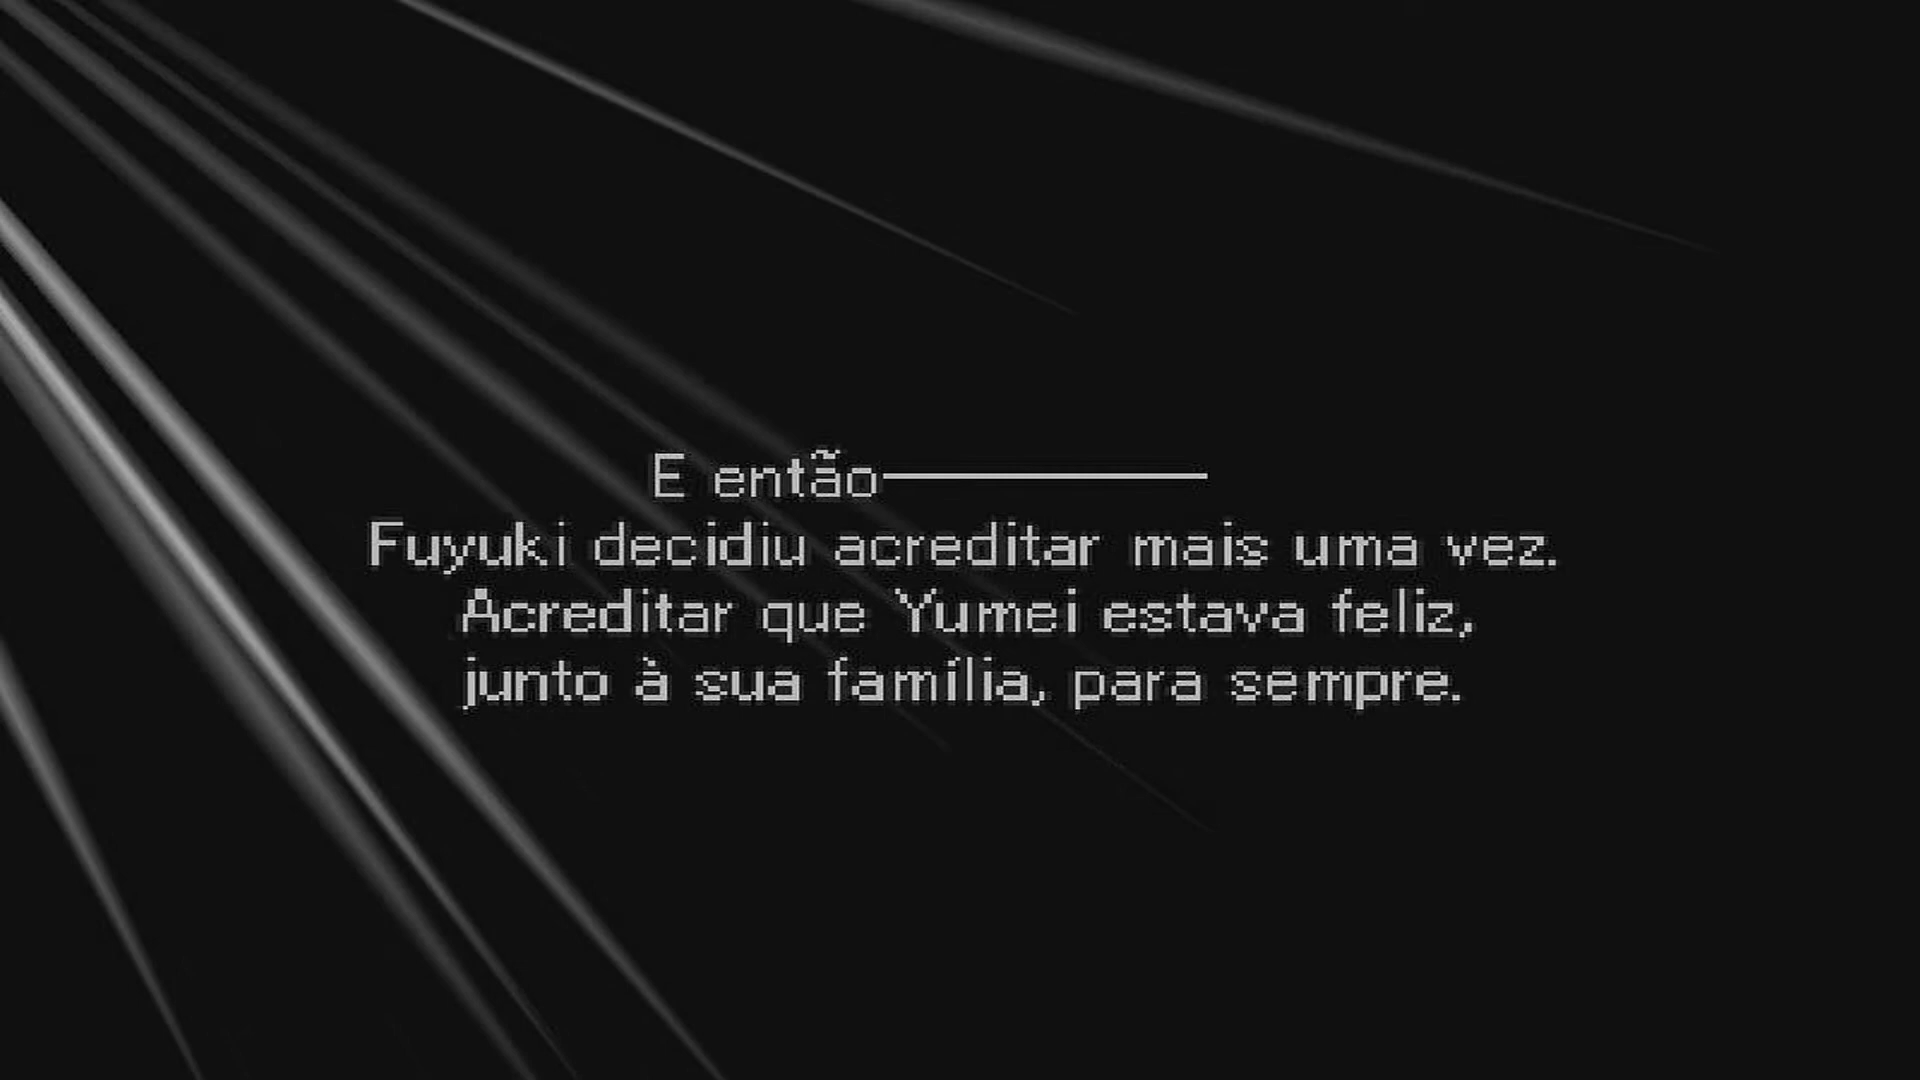 E então————————
Fuyuki decidiu acreditar mais uma vez.
Acreditar que Yumei estava feliz,
junto à sua família, para sempre.